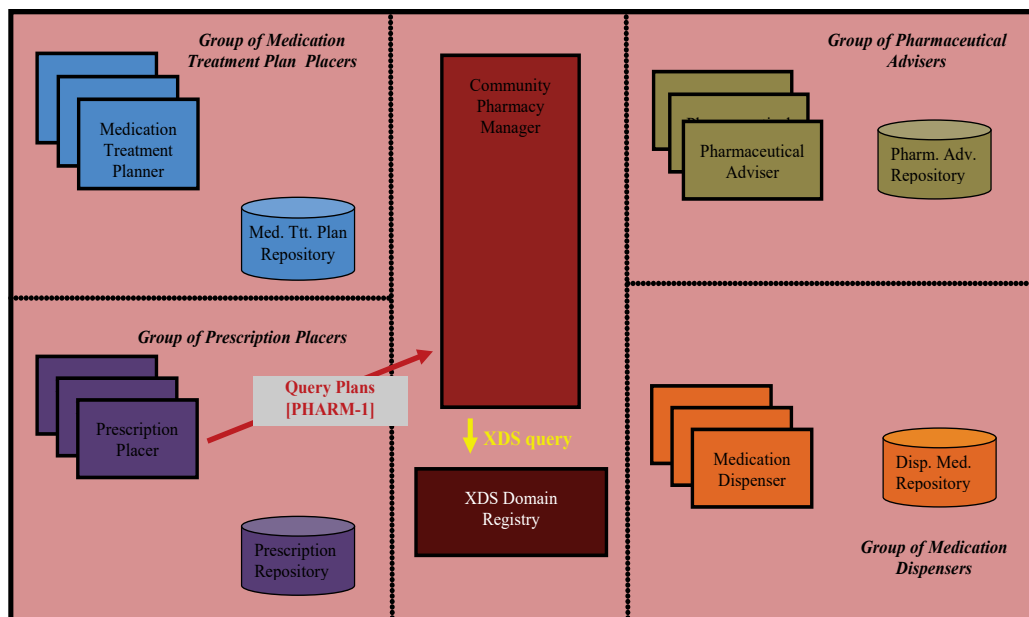 Group of Medication
Treatment Plan Placers
Medication
Treatment
Planner
Med. Ttt. Plan
Repository
Group of Prescription Placers
Prescription
Placer
Query Plans
[PHARM-1]
Prescription
Repository
Community
Pharmacy
Manager
XDS query
XDS Domain
Registry
Group of Pharmaceutical
Advisers
Pharmaceutical
Adviser
Pharm. Adv.
Repository
Medication
Dispenser
Disp. Med.
Repository
Group of Medication
Dispensers